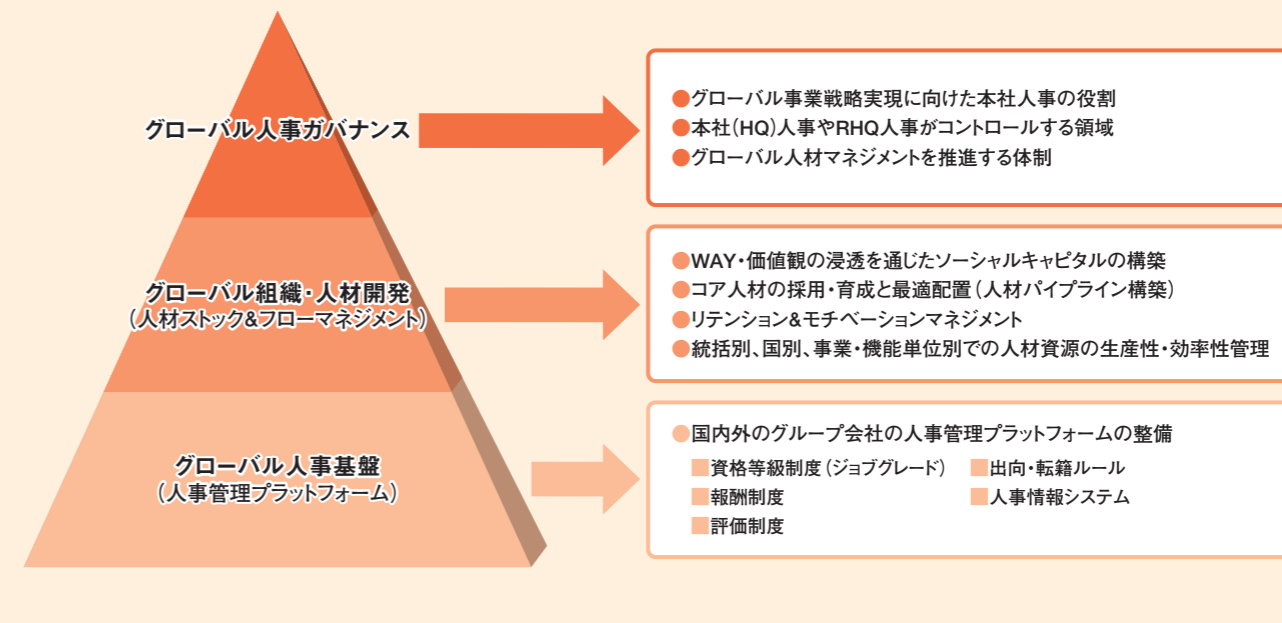 グローバル人事ガバナンス
●グローバル事業戦略実現に向けた本社人事の役割
●本社(HQ)人事やRHQ人事がコントロールする領域
●グローバル人材マネジメントを推進する体制
グローバル組織・人材開発
(人材ストック&フローマネジメント)
●WAY・価値観の浸透を通じたソーシャルキャピタルの構築
●コア人材の採用・育成と最適配置(人材パイプライン構築)
●リテンション&モチベーションマネジメント
●統括別、国別、事業・機能単位別での人材資源の生産性・効率性管理
グローバル人事基盤
(人事管理プラットフォーム)
●国内外のグループ会社の人事管理プラットフォームの整備
■資格等級制度(ジョブグレード) ■出向・転籍ルール
■報酬制度 ■人事情報システム
■評価制度